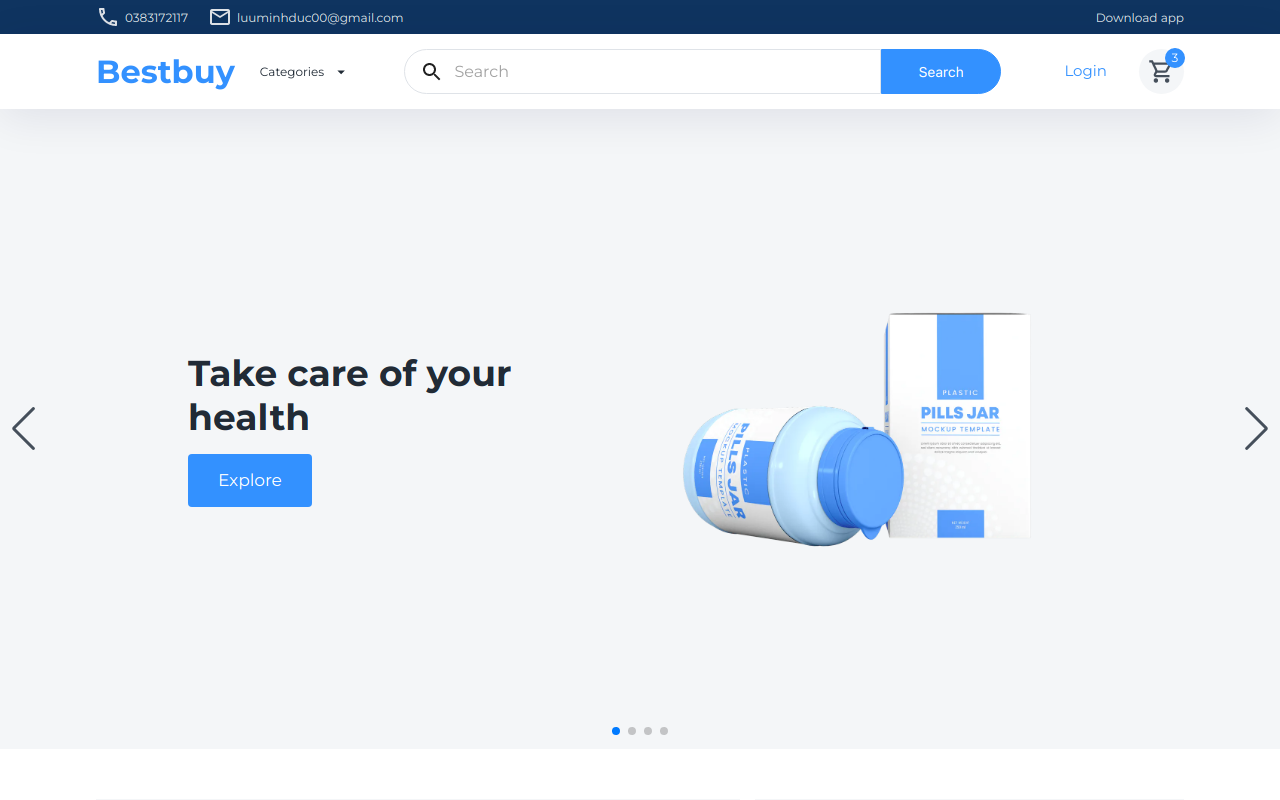 0383172117
luuminhduc00@gmail.com
Download app
Bestbuy
Categories
Search
Search
Login
3
Take care of your
health
Explore
PLASTIC
PILLS JAR
MOCKUP TEMPLATE
PLASTIC
PILLS JAR
MOCKUP TEMPLATE